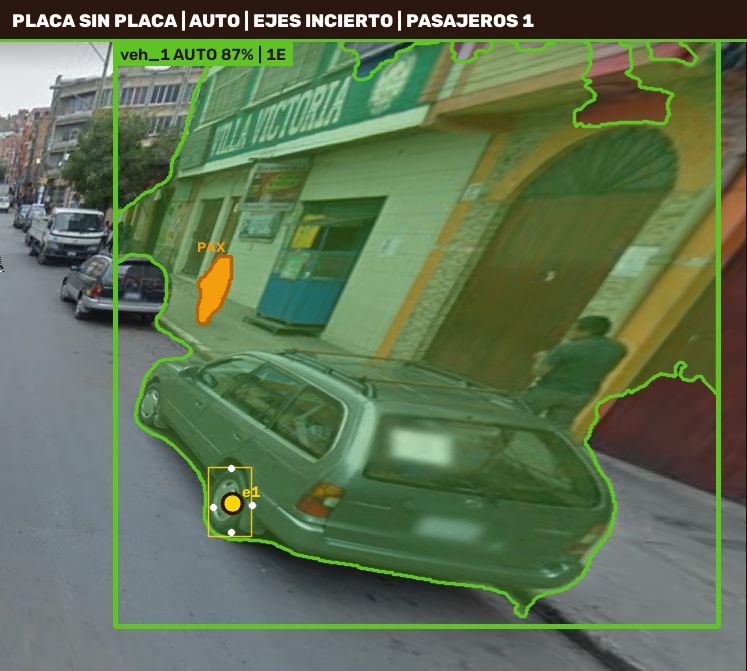 PLACA SIN PLACA | AUTO | EJES INCIERTO | PASAJEROS 1
veh_1 AUTO 87% | 1E
VILLA VICTORIA
PAX
e1